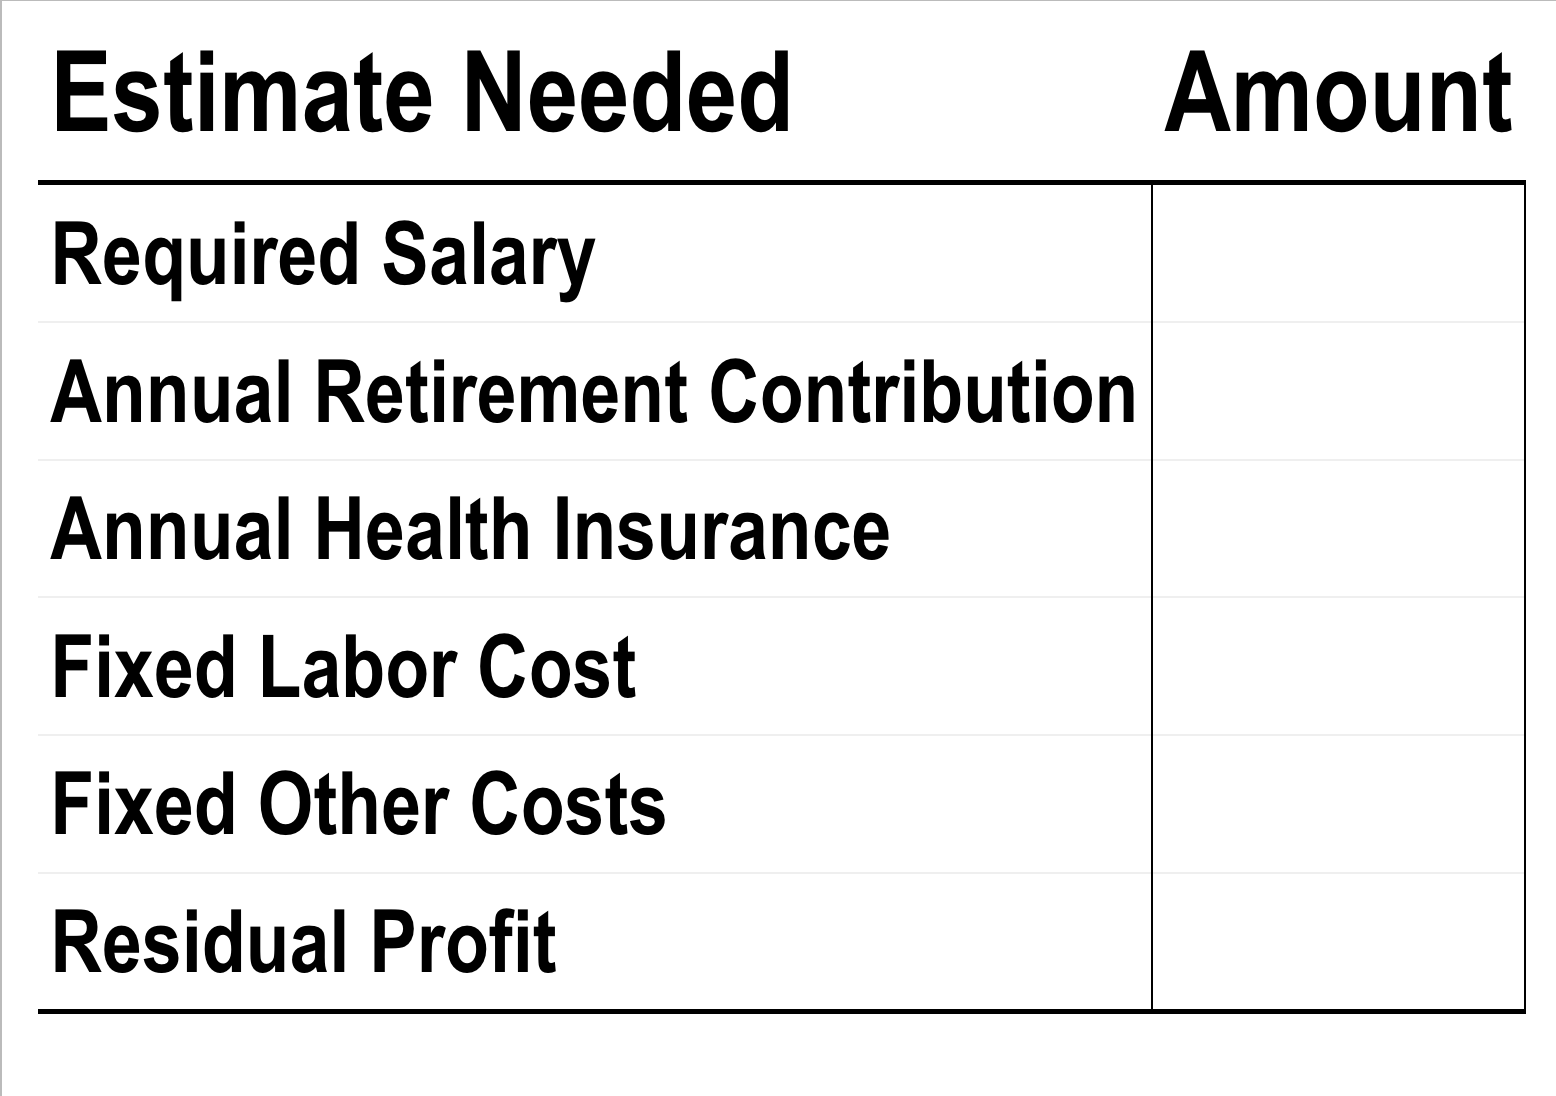 Estimate Needed Amount
Required Salary
Annual Retirement Contribution
Annual Health Insurance
Fixed Labor Cost
Fixed Other Costs
Residual Profit